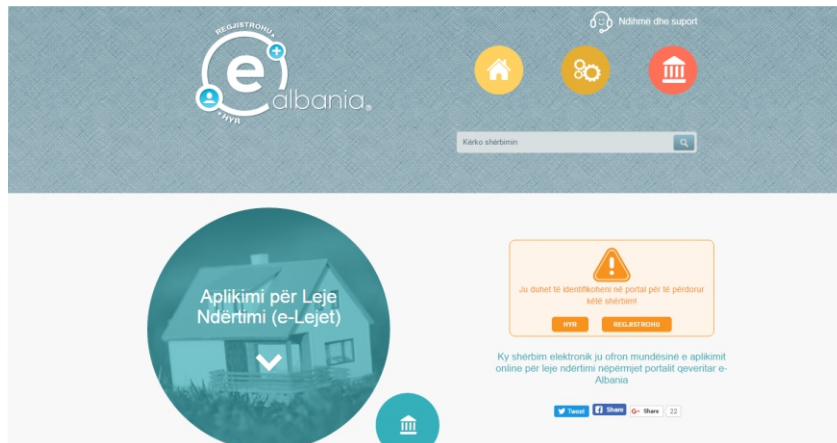 REGJISTROHU
Ndihmë dhe suport
e
albania®
HYR
Kërko shërbimin
Aplikimi për Leje
Ndërtimi (e-Lejet)
Ju duhet të identifikoheni në portal për të përdorur
këtë shërbim!
HYR
REGJISTROHU
Ky shërbim elektronik ju ofron mundësinë e aplikimit
online për leje ndërtimi nëpërmjet portalit qeveritar e-
Albania
Tweet
Share
G+ Share
22